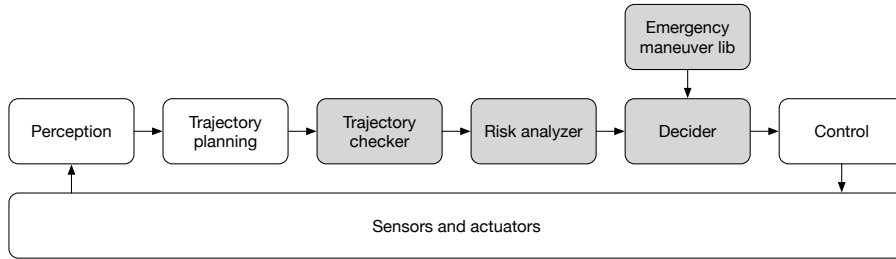 Emergency
maneuver lib
Perception
Trajectory
planning
Trajectory
checker
Risk analyzer
Decider
Control
Sensors and actuators